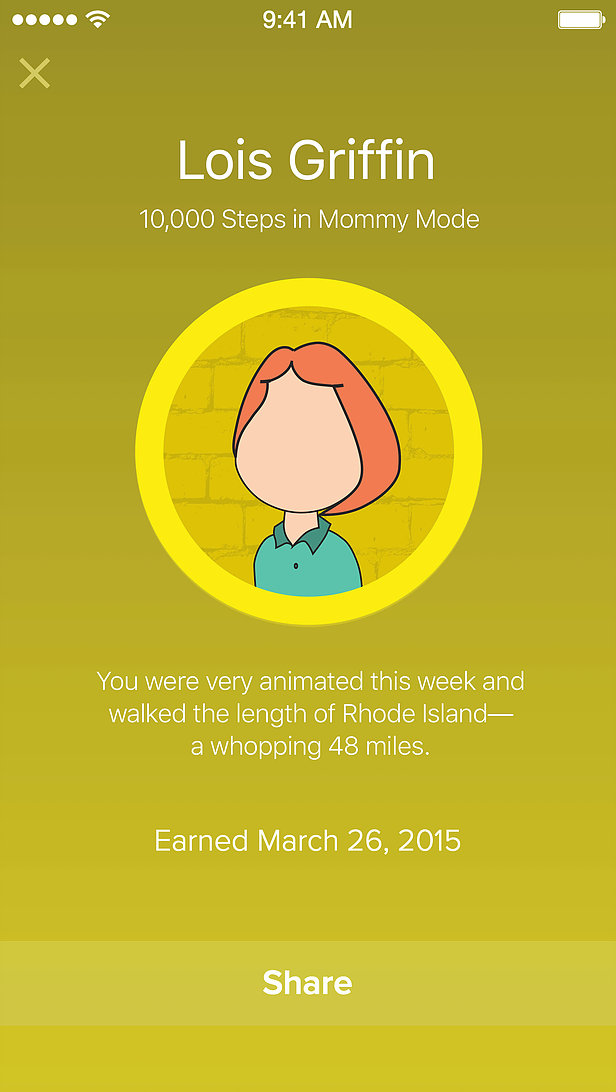 9:41 AM
Lois Griffin
10,000 Steps in Mommy Mode
You were very animated this week and
walked the length of Rhode Island—
a whopping 48 miles.
Earned March 26, 2015
Share